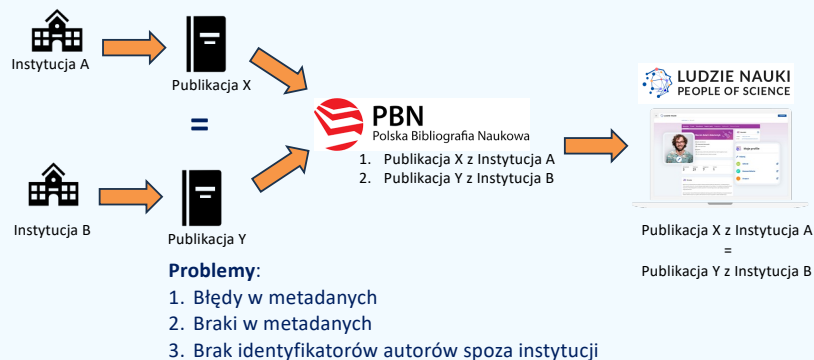 Instytucja A
Publikacja X
=
Instytucja B
Publikacja Y
PBN
Polska Bibliografia Naukowa
1. Publikacja X z Instytucja A
2. Publikacja Y z Instytucja B
LUDZIE NAUKI
PEOPLE OF SCIENCE
Publikacja X z Instytucja A
=
Publikacja Y z Instytucja B
Problemy:
1. Błędy w metadanych
2. Braki w metadanych
3. Brak identyfikatorów autorów spoza instytucji